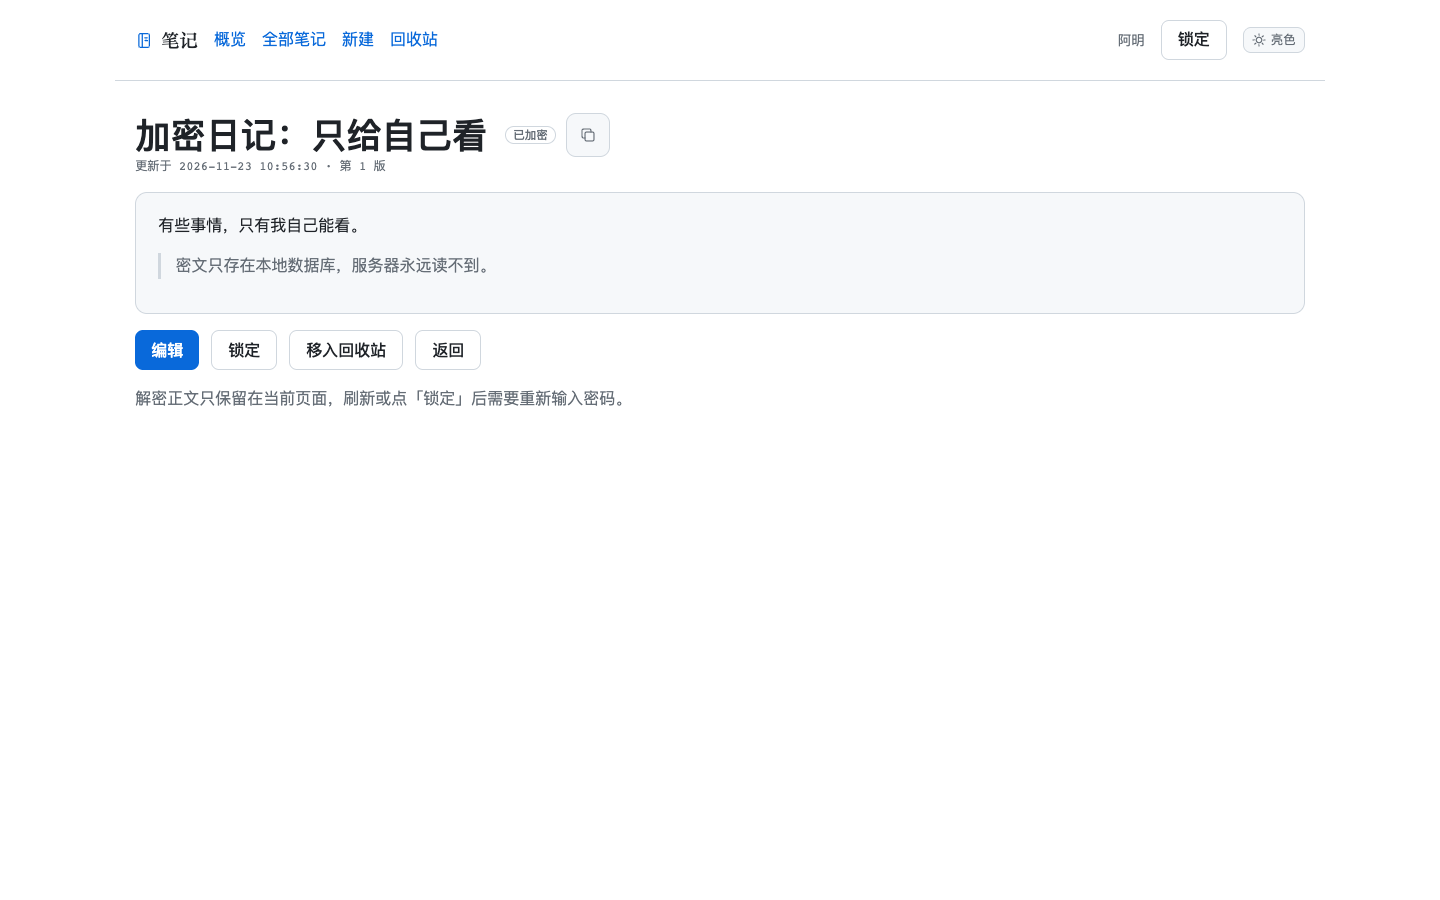 笔记 概览 全部笔记 新建 回收站 阿明 锁定 亮色
加密日记：只给自己看 已加密
更新于 2026-11-23 10:56:30 · 第 1 版
有些事情，只有我自己能看。
密文只存在本地数据库，服务器永远读不到。
编辑 锁定 移入回收站 返回
解密正文只保留在当前页面，刷新或点「锁定」后需要重新输入密码。